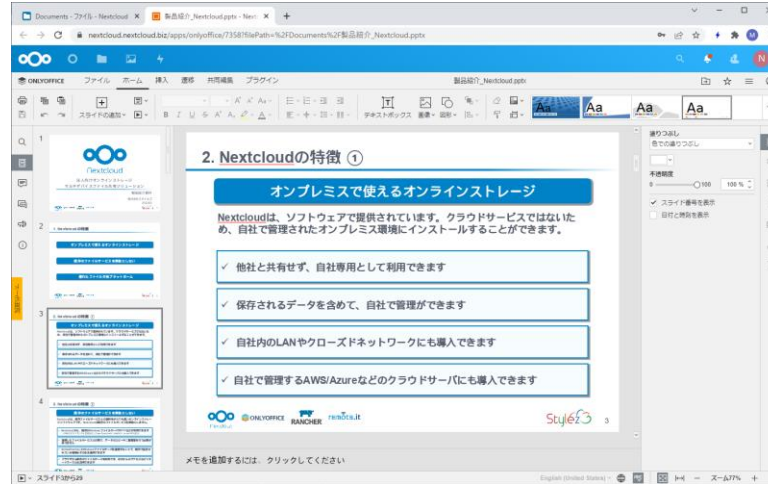 Documents - ファイル - Nextcloud
製品紹介_Nextcloud.pptx - Next
nextcloud.nextcloud.biz/apps/onlyoffice/7358?filePath=%2FDocuments%2F製品紹介_Nextcloud.pptx
ONLYOFFICE ファイル ホーム 挿入 遷移 共同編集 プラグイン 製品紹介_Nextcloud.pptx
スライドの追加 テキストボックス 画像 図形
Aa Aa Aa Aa
1
Nextcloud
2
3
4
2. Nextcloudの特徴 ①
オンプレミスで使えるオンラインストレージ
Nextcloudは、ソフトウェアで提供されています。クラウドサービスではないた
め、自社で管理されたオンプレミス環境にインストールすることができます。
✓ 他社と共有せず、自社専用として利用できます
✓ 保存されるデータを含めて、自社で管理ができます
✓ 自社内のLANやクローズドネットワークにも導入できます
✓ 自社で管理するAWS/Azureなどのクラウドサーバにも導入できます
Nextcloud ONLYOFFICE RANCHER remote.it Stylez 3
メモを追加するには、クリックしてください
塗りつぶし
色での塗りつぶし
不透明度
0 100 100 %
スライド番号を表示
日付と時刻を表示
スライド3から29
English (United States)
ズーム77%